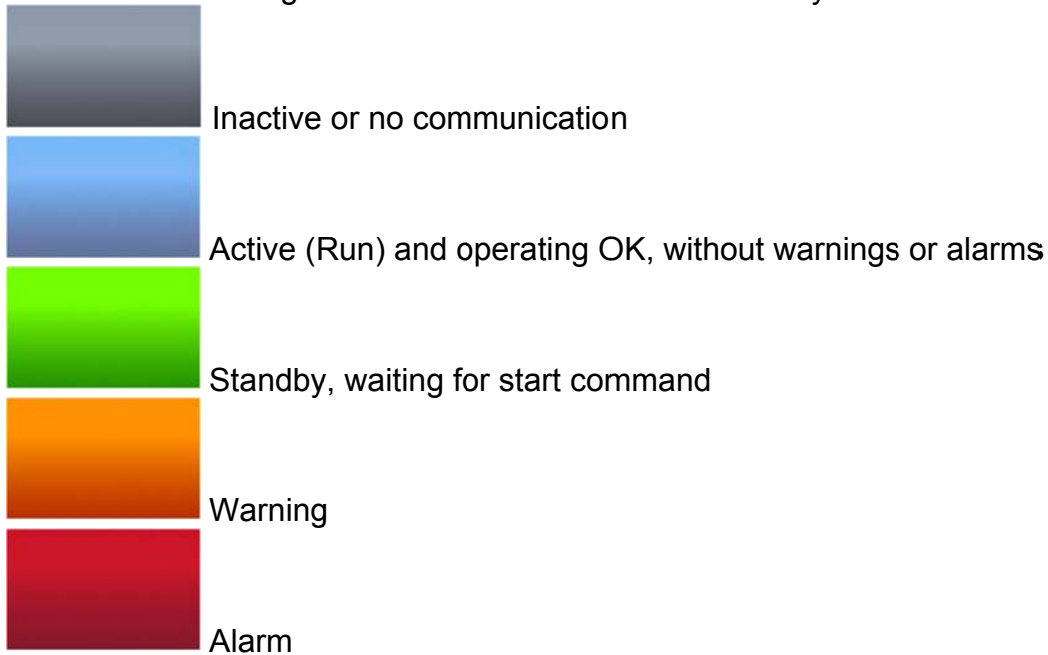 Inactive or no communication
Active (Run) and operating OK, without warnings or alarms
Standby, waiting for start command
Warning
Alarm